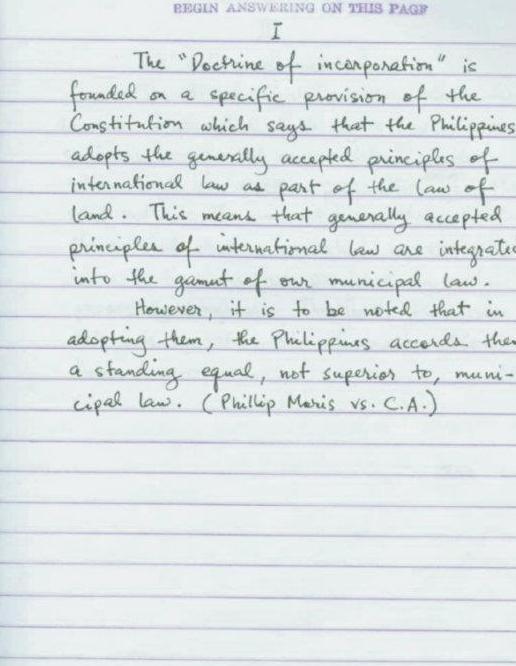 BEGIN ANSWERING ON THIS PAGE
I
The "Doctrine of incorporation" is
founded on a specific provision of the
Constitution which says that the Philippines
adopts the generally accepted principles of
international law as part of the law of
land. This means that generally accepted
principles of international law are integrate
into the gamut of our municipal law.
However, it is to be noted that in
adopting them, the Philippines accords the
a standing equal, not superior to, muni-
cipal law. (Phillip Moris vs. C.A.)